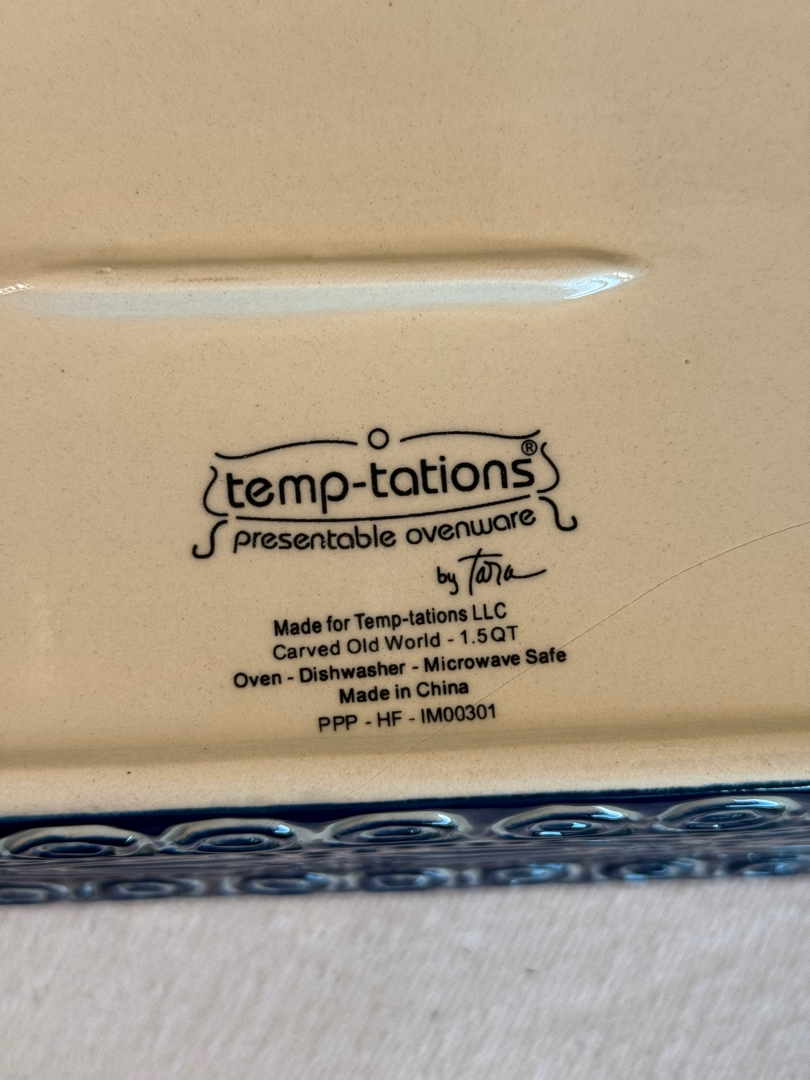 temp-tations®
presentable ovenware
by Tara
Made for Temp-tations LLC
Carved Old World - 1.5QT
Oven - Dishwasher - Microwave Safe
Made in China
PPP - HF - IM00301